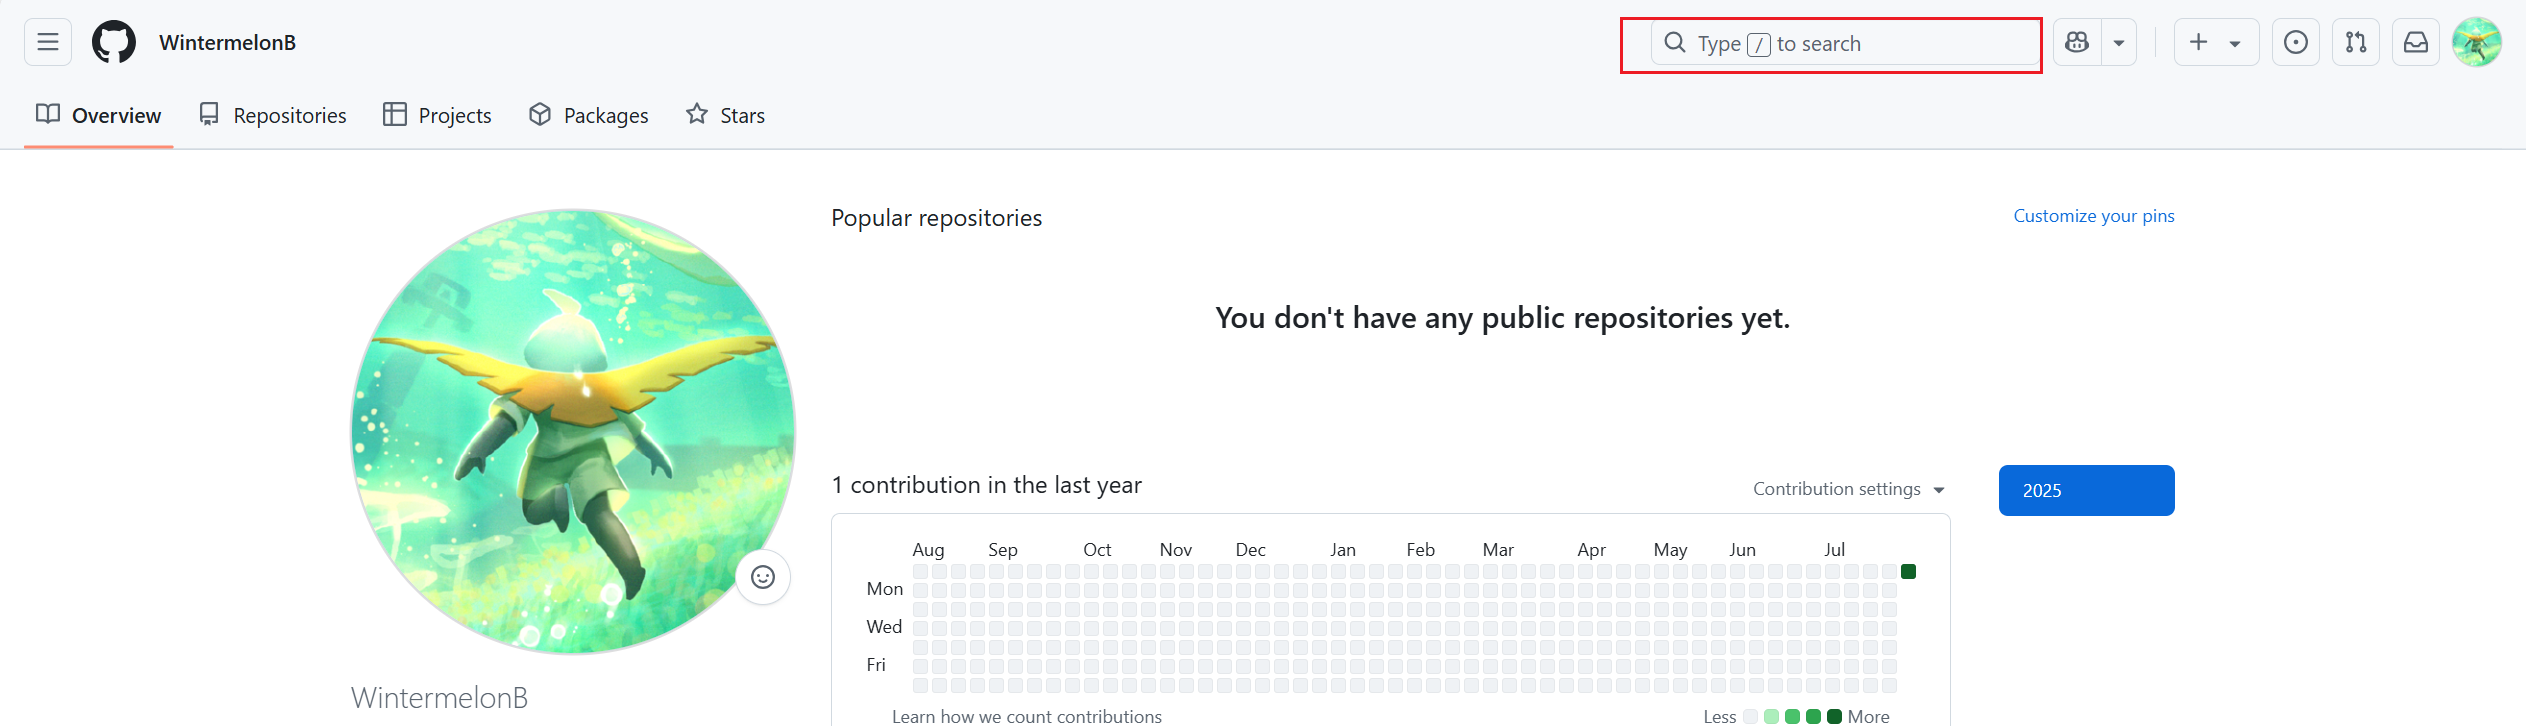 WintermelonB
Type / to search
Overview Repositories Projects Packages Stars
Popular repositories
Customize your pins
You don't have any public repositories yet.
1 contribution in the last year
Contribution settings
2025
Aug Sep Oct Nov Dec Jan Feb Mar Apr May Jun Jul
Mon
Wed
Fri
WintermelonB
Learn how we count contributions
Less More